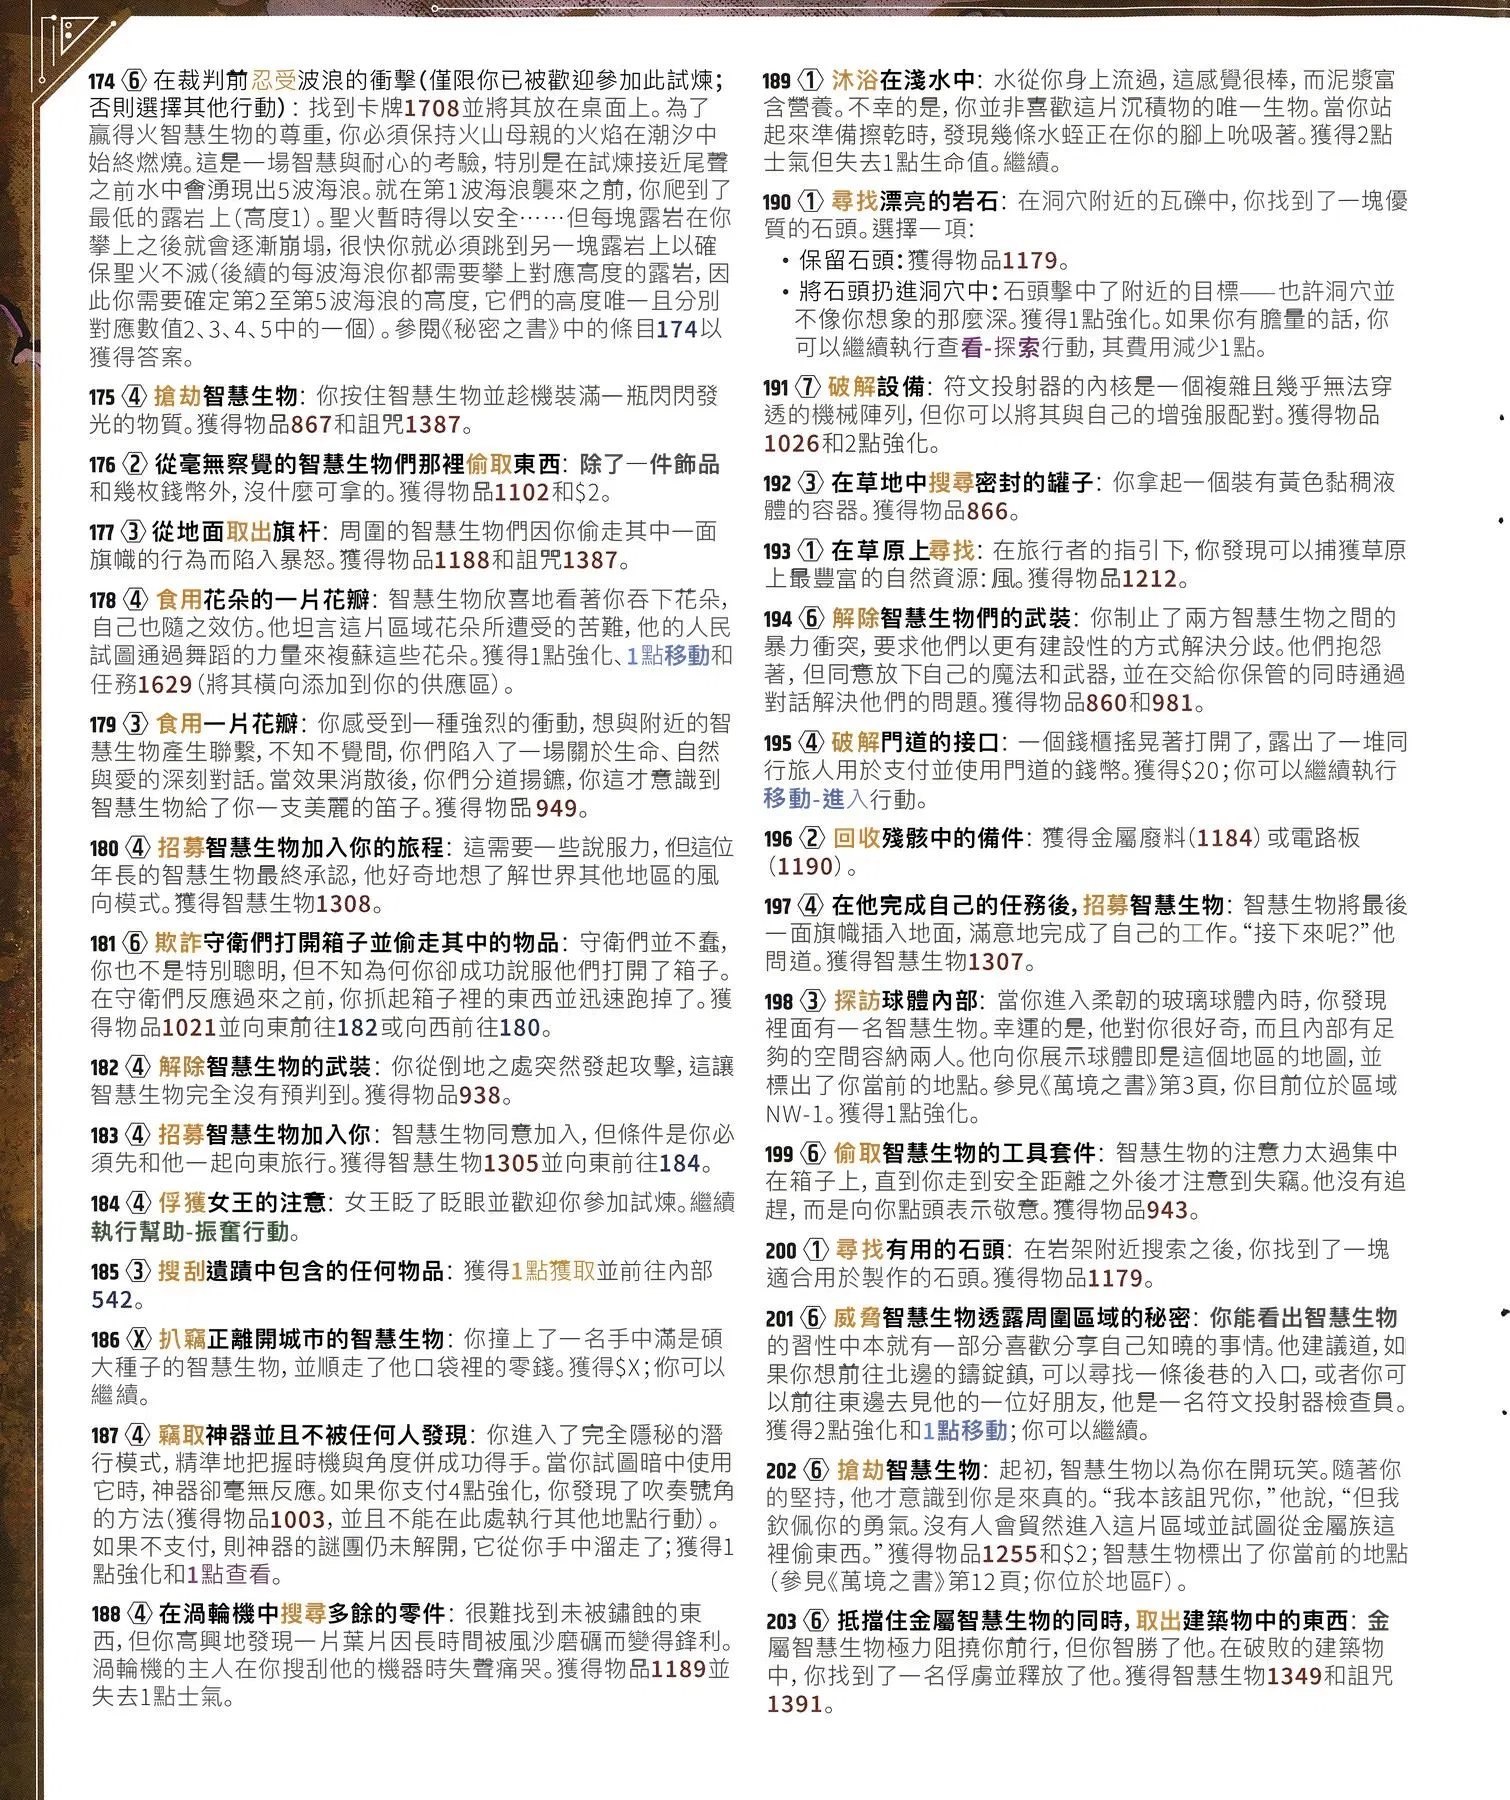 174 ⑥ 在裁判前忍受波浪的衝擊(僅限你已被歡迎參加此試煉;
否則選擇其他行動)：找到卡牌1708並將其放在桌面上。為了
贏得火智慧生物的尊重，你必須保持火山母親的火焰在潮汐中
始終燃燒。這是一場智慧與耐心的考驗，特別是在試煉接近尾聲
之前水中會湧現出5波海浪。就在第1波海浪襲來之前，你爬到了
最低的露岩上(高度1)。聖火暫時得以安全……但每塊露岩在你
攀上之後就會逐漸崩塌，很快你就必須跳到另一塊露岩上以確
保聖火不滅(後續的每波海浪你都需要攀上對應高度的露岩，因
此你需要確定第2至第5波海浪的高度，它們的高度唯一且分別
對應數值2、3、4、5中的一個)。參閱《秘密之書》中的條目174以
獲得答案。
175 ④ 搶劫智慧生物：你按住智慧生物並趁機裝滿一瓶閃閃發
光的物質。獲得物品867和詛咒1387。
176 ② 從毫無察覺的智慧生物們那裡偷取東西：除了一件飾品
和幾枚錢幣外，沒什麼可拿的。獲得物品1102和$2。
177 ③ 從地面取出旗杆：周圍的智慧生物們因你偷走其中一面
旗幟的行為而陷入暴怒。獲得物品1188和詛咒1387。
178 ④ 食用花朵的一片花瓣：智慧生物欣喜地看著你吞下花朵，
自己也隨之效仿。他坦言這片區域花朵所遭受的苦難，他的人民
試圖通過舞蹈的力量來複蘇這些花朵。獲得1點強化、1點移動和
任務1629(將其橫向添加到你的供應區)。
179 ③ 食用一片花瓣：你感受到一種強烈的衝動，想與附近的智
慧生物產生聯繫，不知不覺間，你們陷入了一場關於生命、自然
與愛的深刻對話。當效果消散後，你們分道揚鑣，你這才意識到
智慧生物給了你一支美麗的笛子。獲得物品949。
180 ④ 招募智慧生物加入你的旅程：這需要一些說服力，但這位
年長的智慧生物最終承認，他好奇地想了解世界其他地區的風
向模式。獲得智慧生物1308。
181 ⑥ 欺詐守衛們打開箱子並偷走其中的物品：守衛們並不蠢，
你也不是特別聰明，但不知為何你卻成功說服他們打開了箱子。
在守衛們反應過來之前，你抓起箱子裡的東西並迅速跑掉了。獲
得物品1021並向東前往182或向西前往180。
182 ④ 解除智慧生物的武裝：你從倒地之處突然發起攻擊，這讓
智慧生物完全沒有預判到。獲得物品938。
183 ④ 招募智慧生物加入你：智慧生物同意加入，但條件是你必
須先和他一起向東旅行。獲得智慧生物1305並向東前往184。
184 ④ 俘獲女王的注意：女王眨了眨眼並歡迎你參加試煉。繼續
執行幫助-振奮行動。
185 ③ 搜刮遺蹟中包含的任何物品：獲得1點獲取並前往內部
542。
186 Ⓧ 扒竊正離開城市的智慧生物：你撞上了一名手中滿是碩
大種子的智慧生物，並順走了他口袋裡的零錢。獲得$X；你可以
繼續。
187 ④ 竊取神器並且不被任何人發現：你進入了完全隱秘的潛
行模式，精準地把握時機與角度併成功得手。當你試圖暗中使用
它時，神器卻毫無反應。如果你支付4點強化，你發現了吹奏號角
的方法(獲得物品1003，並且不能在此處執行其他地點行動)。
如果不支付，則神器的謎團仍未解開，它從你手中溜走了；獲得1
點強化和1點查看。
188 ④ 在渦輪機中搜尋多餘的零件：很難找到未被鏽蝕的東
西，但你高興地發現一片葉片因長時間被風沙磨礪而變得鋒利。
渦輪機的主人在你搜刮他的機器時失聲痛哭。獲得物品1189並
失去1點士氣。
189 ① 沐浴在淺水中：水從你身上流過，這感覺很棒，而泥漿富
含營養。不幸的是，你並非喜歡這片沉積物的唯一生物。當你站
起來準備擦乾時，發現幾條水蛭正在你的腳上吮吸著。獲得2點
士氣但失去1點生命值。繼續。
190 ① 尋找漂亮的岩石：在洞穴附近的瓦礫中，你找到了一塊優
質的石頭。選擇一項：
• 保留石頭：獲得物品1179。
• 將石頭扔進洞穴中：石頭擊中了附近的目標——也許洞穴並
不像你想象的那麼深。獲得1點強化。如果你有膽量的話，你
可以繼續執行查看-探索行動，其費用減少1點。
191 ⑦ 破解設備：符文投射器的內核是一個複雜且幾乎無法穿
透的機械陣列，但你可以將其與自己的增強服配對。獲得物品
1026和2點強化。
192 ③ 在草地中搜尋密封的罐子：你拿起一個裝有黃色黏稠液
體的容器。獲得物品866。
193 ① 在草原上尋找：在旅行者的指引下，你發現可以捕獲草原
上最豐富的自然資源：風。獲得物品1212。
194 ⑥ 解除智慧生物們的武裝：你制止了兩方智慧生物之間的
暴力衝突，要求他們以更有建設性的方式解決分歧。他們抱怨
著，但同意放下自己的魔法和武器，並在交給你保管的同時通過
對話解決他們的問題。獲得物品860和981。
195 ④ 破解門道的接口：一個錢櫃搖晃著打開了，露出了一堆同
行旅人用於支付並使用門道的錢幣。獲得$20；你可以繼續執行
移動-進入行動。
196 ② 回收殘骸中的備件：獲得金屬廢料(1184)或電路板
(1190)。
197 ④ 在他完成自己的任務後，招募智慧生物：智慧生物將最後
一面旗幟插入地面，滿意地完成了自己的工作。“接下來呢?”他
問道。獲得智慧生物1307。
198 ③ 探訪球體內部：當你進入柔韌的玻璃球體內時，你發現
裡面有一名智慧生物。幸運的是，他對你很好奇，而且內部有足
夠的空間容納兩人。他向你展示球體即是這個地區的地圖，並
標出了你當前的地點。參見《萬境之書》第3頁，你目前位於區域
NW-1。獲得1點強化。
199 ⑥ 偷取智慧生物的工具套件：智慧生物的注意力太過集中
在箱子上，直到你走到安全距離之外後才注意到失竊。他沒有追
趕，而是向你點頭表示敬意。獲得物品943。
200 ① 尋找有用的石頭：在岩架附近搜索之後，你找到了一塊
適合用於製作的石頭。獲得物品1179。
201 ⑥ 威脅智慧生物透露周圍區域的秘密：你能看出智慧生物
的習性中本就有一部分喜歡分享自己知曉的事情。他建議道，如
果你想前往北邊的鑄錠鎮，可以尋找一條後巷的入口，或者你可
以前往東邊去見他的一位好朋友，他是一名符文投射器檢查員。
獲得2點強化和1點移動；你可以繼續。
202 ⑥ 搶劫智慧生物：起初，智慧生物以為你在開玩笑。隨著你
的堅持，他才意識到你是來真的。“我本該詛咒你，”他說，“但我
欽佩你的勇氣。沒有人會貿然進入這片區域並試圖從金屬族這
裡偷東西。”獲得物品1255和$2；智慧生物標出了你當前的地點
(參見《萬境之書》第12頁；你位於地區F)。
203 ⑥ 抵擋住金屬智慧生物的同時，取出建築物中的東西：金
屬智慧生物極力阻撓你前行，但你智勝了他。在破敗的建築物
中，你找到了一名俘虜並釋放了他。獲得智慧生物1349和詛咒
1391。